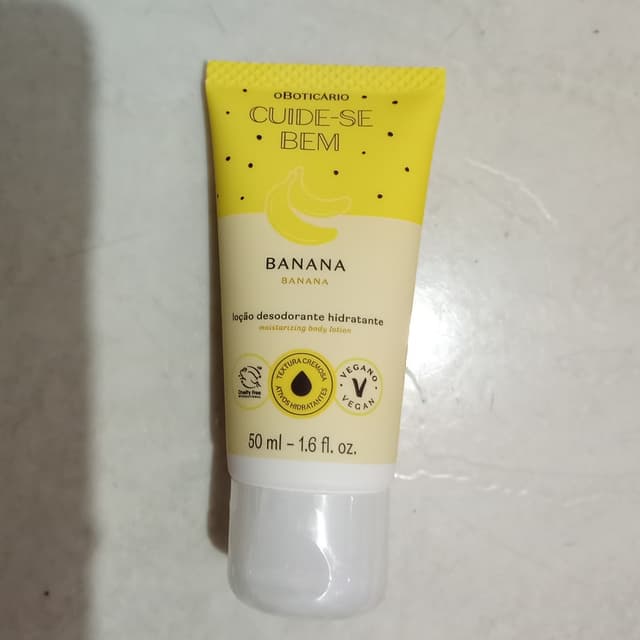 oBOTICÁRIO
CUIDE-SE
BEM
BANANA
BANANA
loção desodorante hidratante
moisturizing body lotion
Cruelty Free
INTERNATIONAL
TEXTURA CREMOSA
ATIVOS HIDRATANTES
VEGANO
V
VEGAN
50 ml – 1.6 fl. oz.